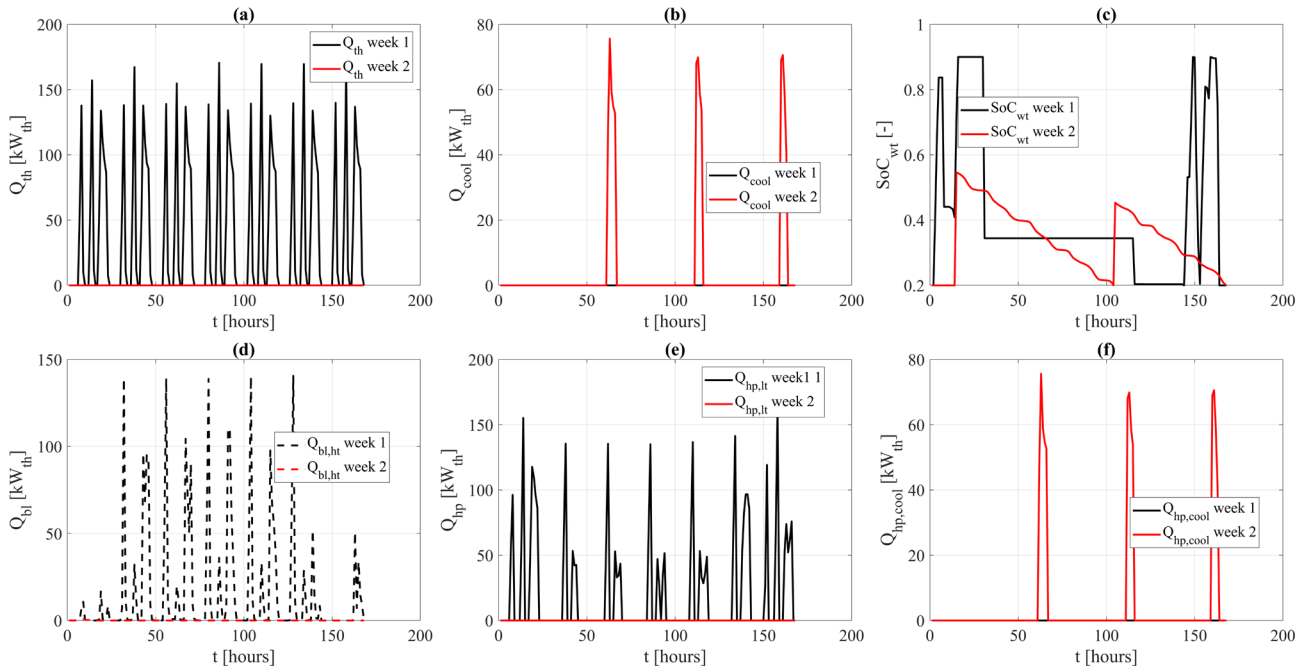 (a)
200
150
100
50
0
Q_th [kW_th]
Q_th week 1
Q_th week 2
0 50 100 150 200
t [hours]
(b)
80
60
40
20
0
Q_cool [kW_th]
Q_cool week 1
Q_cool week 2
0 50 100 150 200
t [hours]
(c)
1
0.8
0.6
0.4
0.2
SoC_wt [-]
SoC_wt week 1
SoC_wt week 2
0 50 100 150 200
t [hours]
(d)
150
100
50
0
Q_bl [kW_th]
Q_bl,ht week 1
Q_bl,ht week 2
0 50 100 150 200
t [hours]
(e)
200
150
100
50
0
Q_hp [kW_th]
Q_hp,lt week1 1
Q_hp,lt week 2
0 50 100 150 200
t [hours]
(f)
80
60
40
20
0
Q_hp,cool [kW_th]
Q_hp,cool week 1
Q_hp,cool week 2
0 50 100 150 200
t [hours]